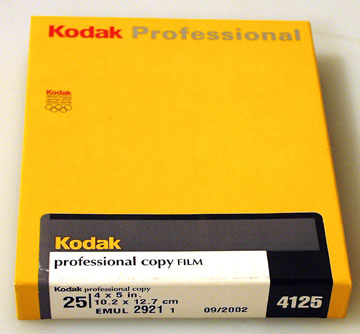 Kodak Professional
Kodak
Kodak
professional copy FILM
Kodak professional copy
25 4 x 5 in.
10.2 x 12.7 cm
EMUL 2921 1 09/2002 4125